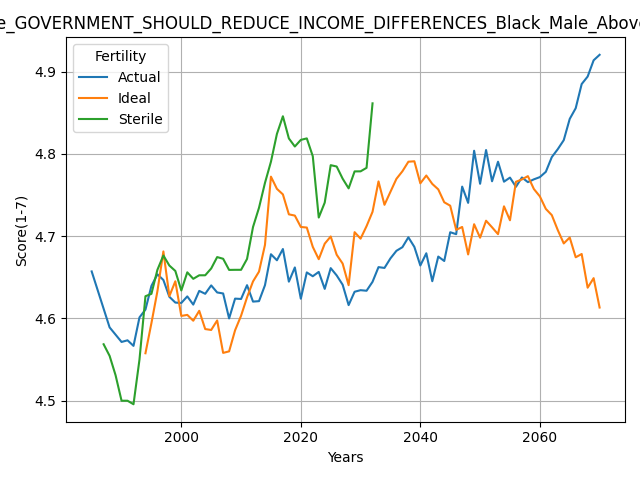 e_GOVERNMENT_SHOULD_REDUCE_INCOME_DIFFERENCES_Black_Male_Above
Fertility
Actual
Ideal
Sterile
4.9
4.8
4.7
4.6
4.5
Score(1-7)
2000
2020
2040
2060
Years